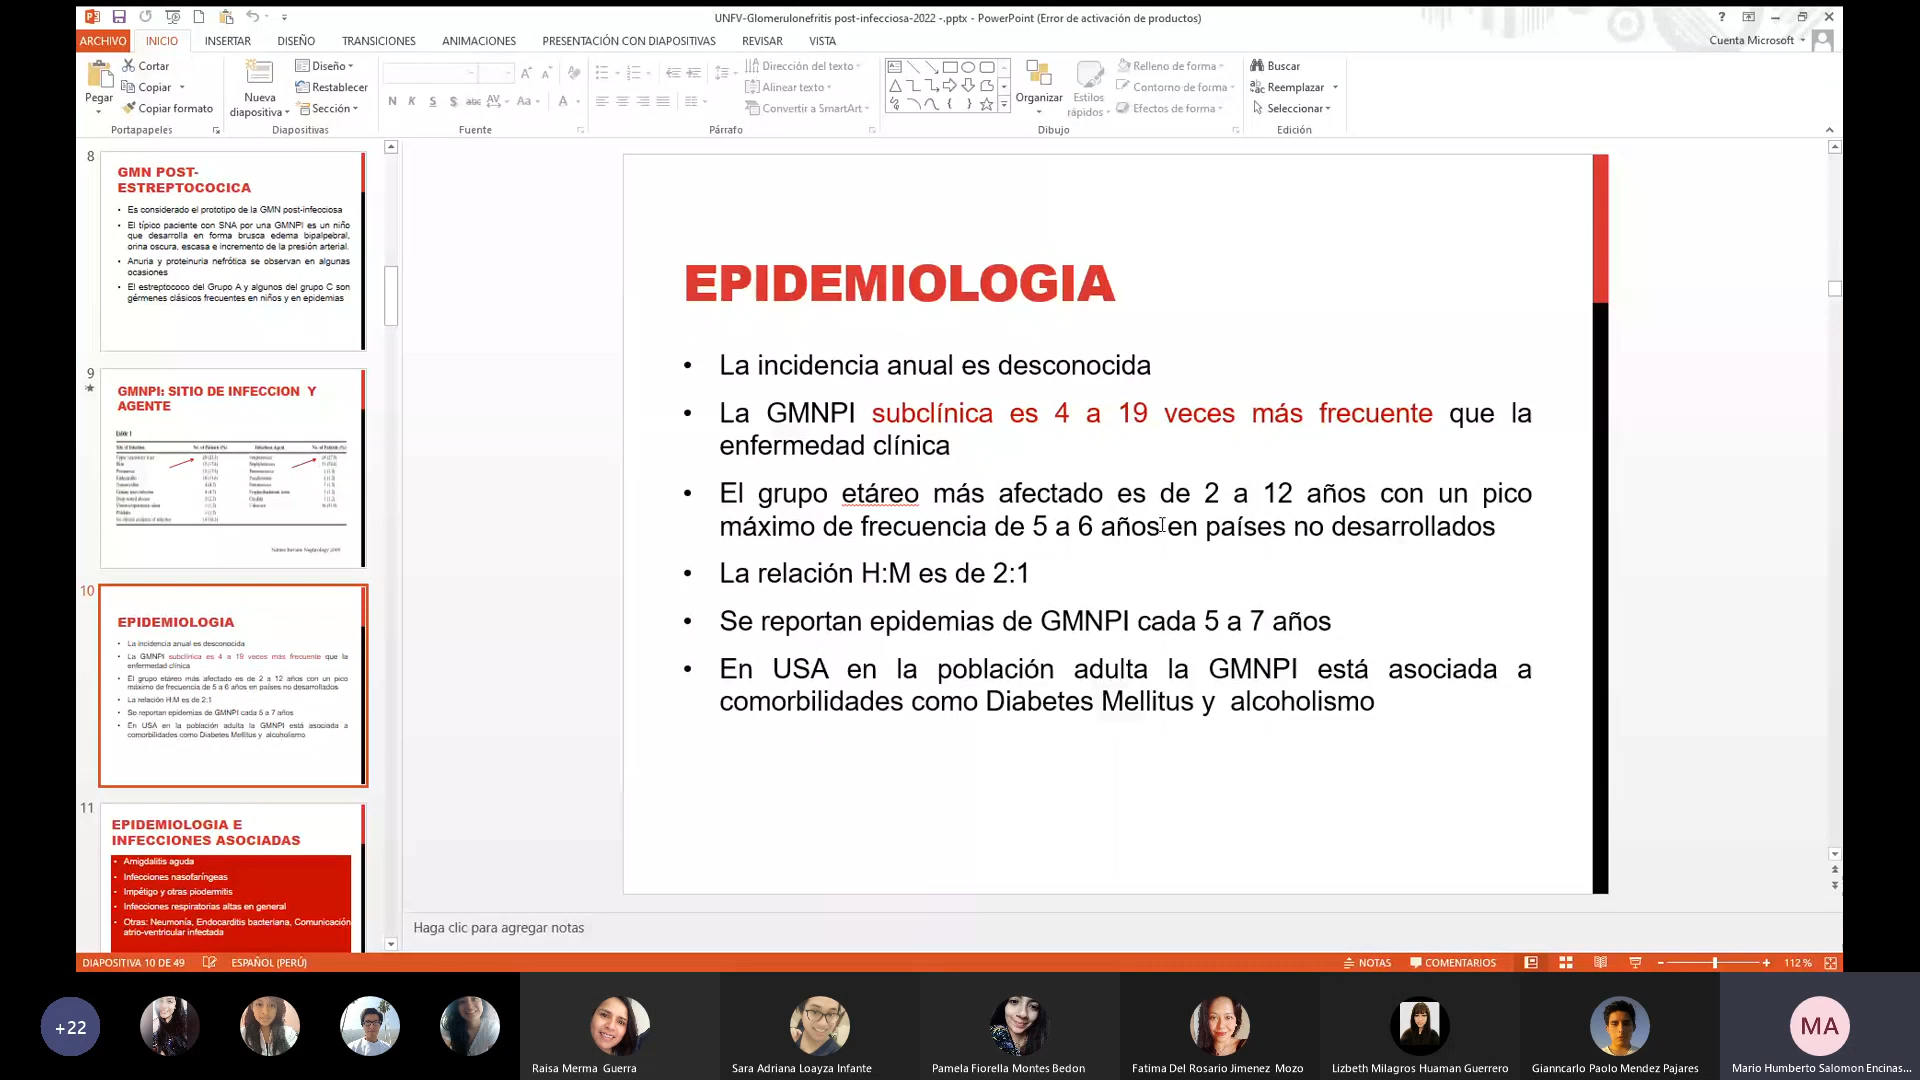 UNFV-Glomerulonefritis post-infecciosa-2022 -.pptx - PowerPoint (Error de activación de productos)
ARCHIVO INICIO INSERTAR DISEÑO TRANSICIONES ANIMACIONES PRESENTACIÓN CON DIAPOSITIVAS REVISAR VISTA
Cuenta Microsoft
Pegar
Cortar
Copiar
Copiar formato
Portapapeles
Nueva
diapositiva
Diseño
Restablecer
Sección
Diapositivas
N K S abc AV Aa A
Fuente
Dirección del texto
Alinear texto
Convertir a SmartArt
Párrafo
Organizar
Estilos
rápidos
Relleno de forma
Contorno de forma
Efectos de forma
Dibujo
Buscar
Reemplazar
Seleccionar
Edición
8
GMN POST-
ESTREPTOCOCICA
• Es considerado el prototipo de la GMN post-infecciosa
• El típico paciente con SNA por una GMNPI es un niño
que desarrolla en forma brusca edema bipalpebral,
orina oscura, escasa e incremento de la presión arterial.
• Anuria y proteinuria nefrótica se observan en algunas
ocasiones
• El estreptococo del Grupo A y algunos del grupo C son
gérmenes clásicos frecuentes en niños y en epidemias
9
GMNPI: SITIO DE INFECCION Y
AGENTE
Table 1
10
EPIDEMIOLOGIA
• La incidencia anual es desconocida
• La GMNPI subclínica es 4 a 19 veces más frecuente que la
enfermedad clínica
• El grupo etáreo más afectado es de 2 a 12 años con un pico
máximo de frecuencia de 5 a 6 años en países no desarrollados
• La relación H:M es de 2:1
• Se reportan epidemias de GMNPI cada 5 a 7 años
• En USA en la población adulta la GMNPI está asociada a
comorbilidades como Diabetes Mellitus y alcoholismo
11
EPIDEMIOLOGIA E
INFECCIONES ASOCIADAS
• Amigdalitis aguda
• Infecciones nasofaríngeas
• Impétigo y otras piodermitis
• Infecciones respiratorias altas en general
• Otras: Neumonía, Endocarditis bacteriana, Comunicación
atrio-ventricular infectada
EPIDEMIOLOGIA
• La incidencia anual es desconocida
• La GMNPI subclínica es 4 a 19 veces más frecuente que la
enfermedad clínica
• El grupo etáreo más afectado es de 2 a 12 años con un pico
máximo de frecuencia de 5 a 6 años en países no desarrollados
• La relación H:M es de 2:1
• Se reportan epidemias de GMNPI cada 5 a 7 años
• En USA en la población adulta la GMNPI está asociada a
comorbilidades como Diabetes Mellitus y alcoholismo
Haga clic para agregar notas
DIAPOSITIVA 10 DE 49 ESPAÑOL (PERÚ) NOTAS COMENTARIOS 112 %
+22
MA
Raisa Merma Guerra
Sara Adriana Loayza Infante
Pamela Fiorella Montes Bedon
Fatima Del Rosario Jimenez Mozo
Lizbeth Milagros Huaman Guerrero
Gianncarlo Paolo Mendez Pajares
Mario Humberto Salomon Encinas...